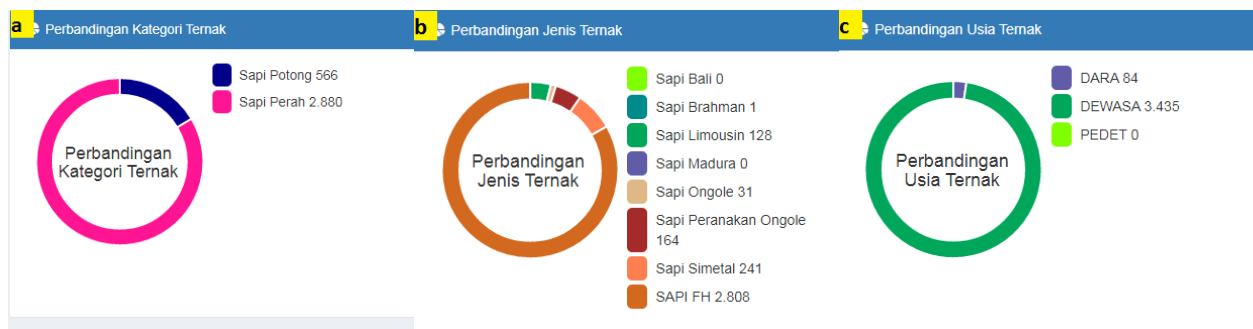 a
Perbandingan Kategori Ternak
Sapi Potong 566
Sapi Perah 2.880
Perbandingan
Kategori Ternak
b
Perbandingan Jenis Ternak
Sapi Bali 0
Sapi Brahman 1
Sapi Limousin 128
Sapi Madura 0
Sapi Ongole 31
Sapi Peranakan Ongole
164
Sapi Simetal 241
SAPI FH 2.808
Perbandingan
Jenis Ternak
c
Perbandingan Usia Ternak
DARA 84
DEWASA 3.435
PEDET 0
Perbandingan
Usia Ternak